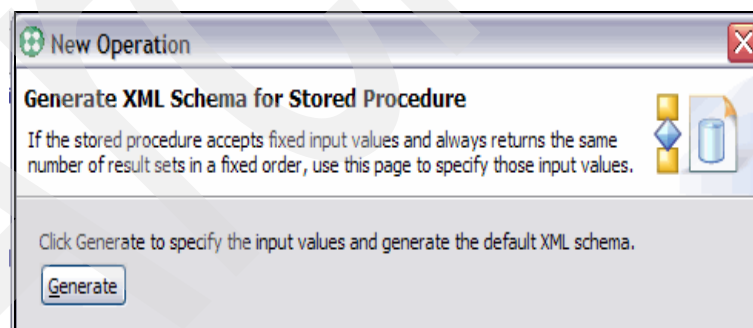 New Operation
Generate XML Schema for Stored Procedure
If the stored procedure accepts fixed input values and always returns the same
number of result sets in a fixed order, use this page to specify those input values.
Click Generate to specify the input values and generate the default XML schema.
Generate